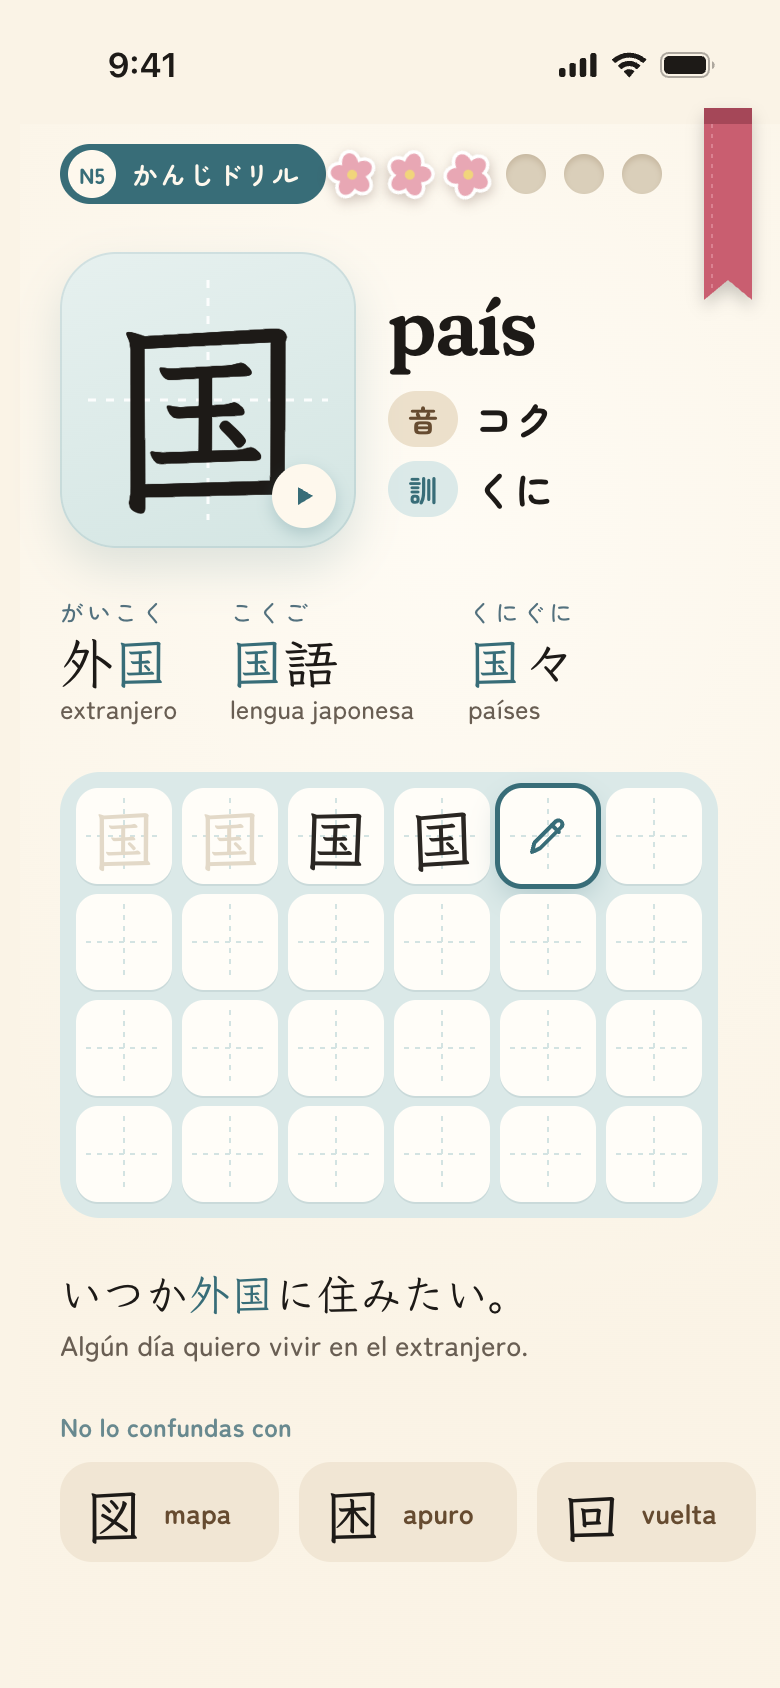 9:41
N5 かんじドリル
国
país
音 コク
訓 くに
がいこく こくご くにぐに
外国 国語 国々
extranjero lengua japonesa países
国 国 国 国
いつか外国に住みたい。
Algún día quiero vivir en el extranjero.
No lo confundas con
図 mapa 困 apuro 回 vuelta